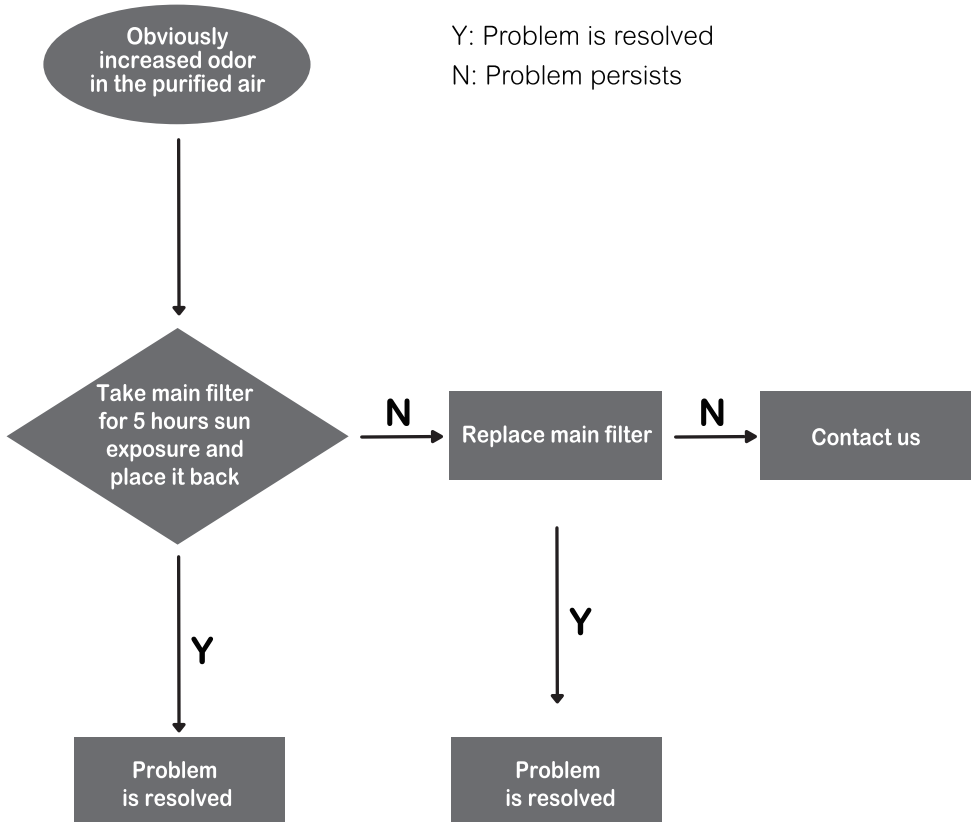 Obviously
increased odor
in the purified air
Y: Problem is resolved
N: Problem persists
Take main filter
for 5 hours sun
exposure and
place it back
N
Replace main filter
N
Contact us
Y
Y
Problem
is resolved
Problem
is resolved